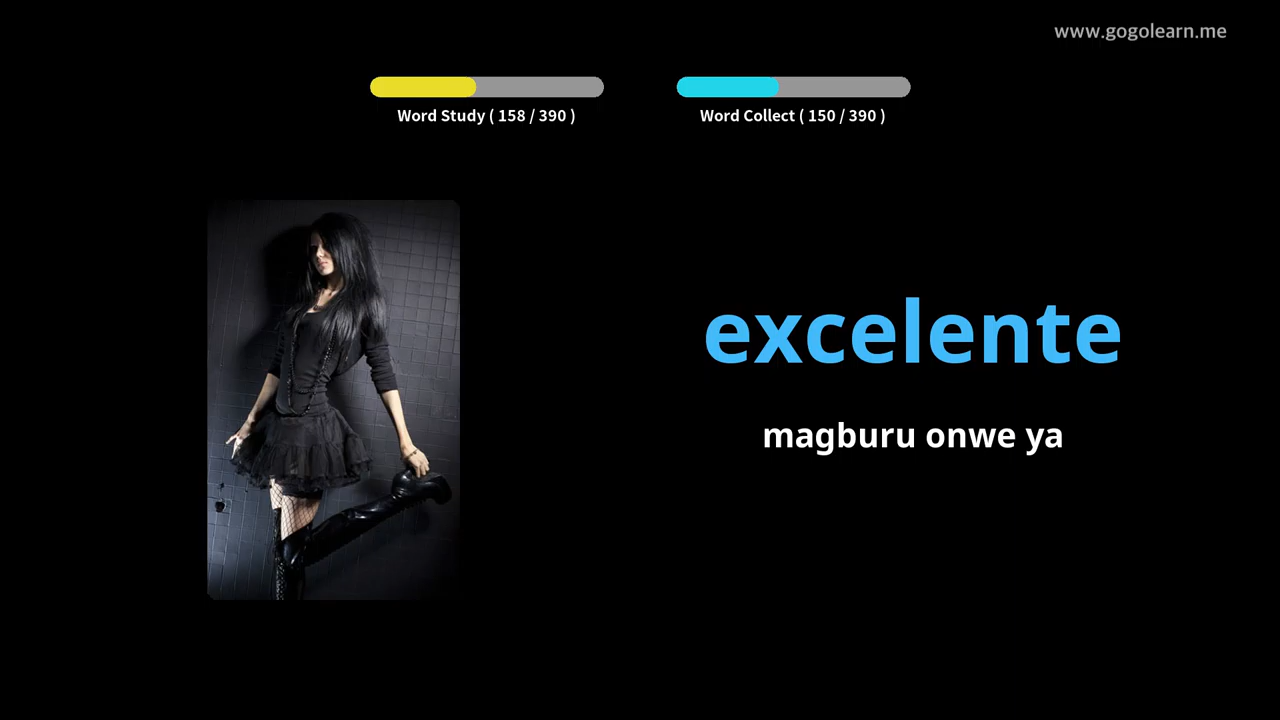 www.gogolearn.me
Word Study ( 158 / 390 )
Word Collect ( 150 / 390 )
excelente
magburu onwe ya